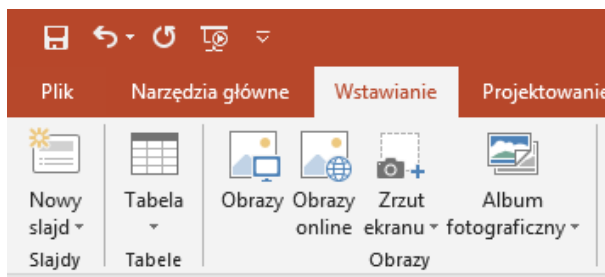 Plik Narzędzia główne Wstawianie Projektowanie
Nowy slajd
Tabela
Obrazy
Obrazy online
Zrzut ekranu
Album fotograficzny
Slajdy Tabele Obrazy